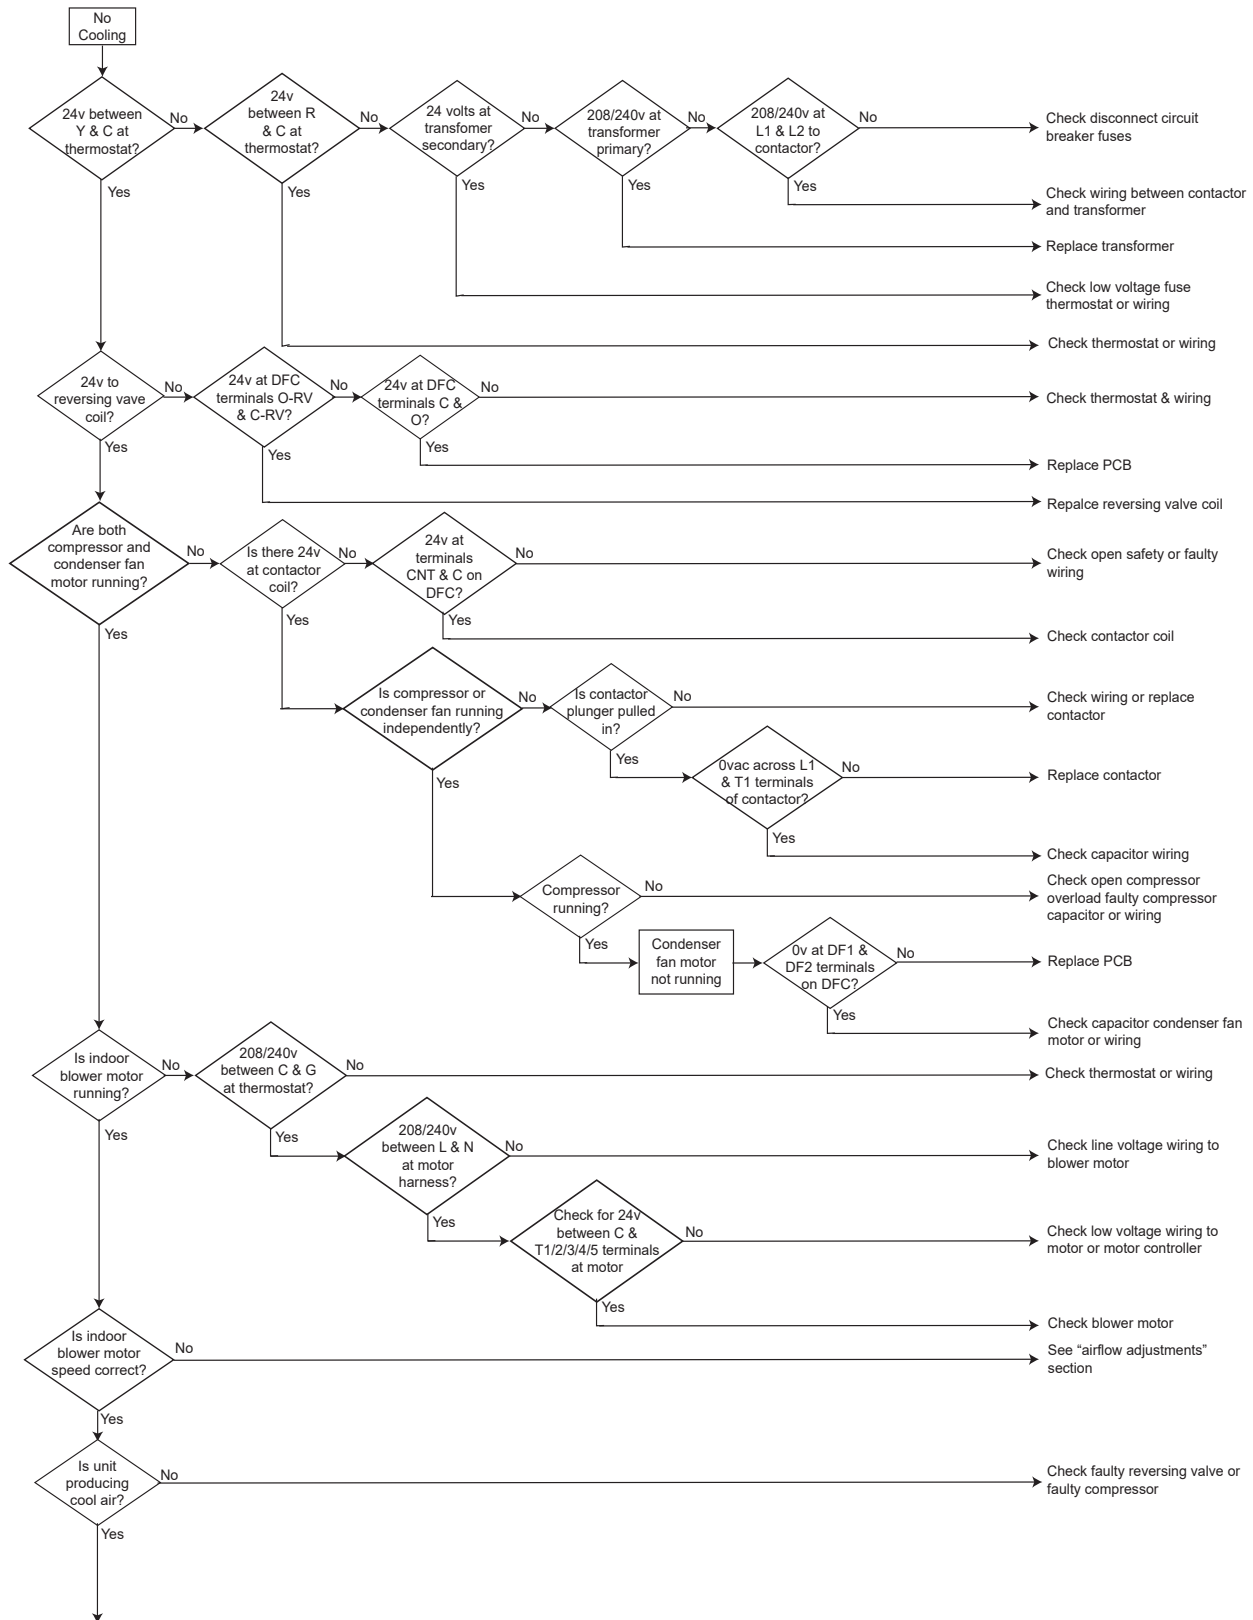 No
Cooling
24v between
Y & C at
thermostat?
No
Yes
24v
between R
& C at
thermostat?
No
Yes
24 volts at
transfomer
secondary?
No
Yes
208/240v at
transformer
primary?
No
Yes
208/240v at
L1 & L2 to
contactor?
No
Yes
Check disconnect circuit
breaker fuses
Check wiring between contactor
and transformer
Replace transformer
Check low voltage fuse
thermostat or wiring
Check thermostat or wiring
24v to
reversing vave
coil?
No
Yes
24v at DFC
terminals O-RV
& C-RV?
No
Yes
24v at DFC
terminals C &
O?
No
Yes
Check thermostat & wiring
Replace PCB
Repalce reversing valve coil
Are both
compressor and
condenser fan
motor running?
No
Yes
Is there 24v
at contactor
coil?
No
Yes
24v at
terminals
CNT & C on
DFC?
No
Yes
Check open safety or faulty
wiring
Check contactor coil
Is compressor or
condenser fan running
independently?
No
Yes
Is contactor
plunger pulled
in?
No
Yes
Check wiring or replace
contactor
0vac across L1
& T1 terminals
of contactor?
No
Yes
Replace contactor
Check capacitor wiring
Compressor
running?
No
Yes
Check open compressor
overload faulty compressor
capacitor or wiring
Condenser
fan motor
not running
0v at DF1 &
DF2 terminals
on DFC?
No
Yes
Replace PCB
Check capacitor condenser fan
motor or wiring
Is indoor
blower motor
running?
No
Yes
208/240v
between C & G
at thermostat?
No
Yes
Check thermostat or wiring
208/240v
between L & N
at motor
harness?
No
Yes
Check line voltage wiring to
blower motor
Check for 24v
between C &
T1/2/3/4/5 terminals
at motor
No
Yes
Check low voltage wiring to
motor or motor controller
Check blower motor
Is indoor
blower motor
speed correct?
No
Yes
See “airflow adjustments”
section
Is unit
producing
cool air?
No
Yes
Check faulty reversing valve or
faulty compressor